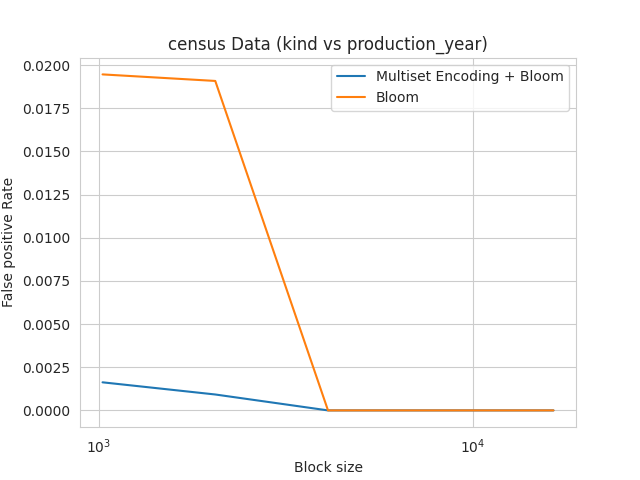 census Data (kind vs production_year)
Multiset Encoding + Bloom
Bloom
False positive Rate
0.0200
0.0175
0.0150
0.0125
0.0100
0.0075
0.0050
0.0025
0.0000
10³
10⁴
Block size